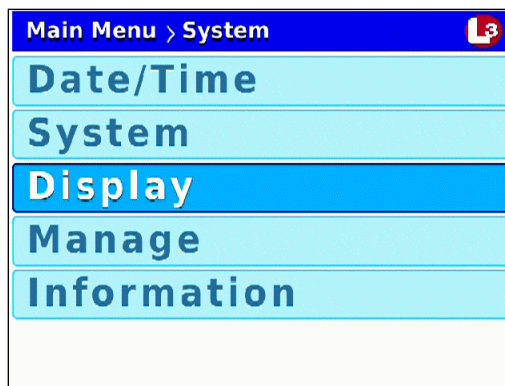 Main Menu > System
L3
Date/Time
System
Display
Manage
Information